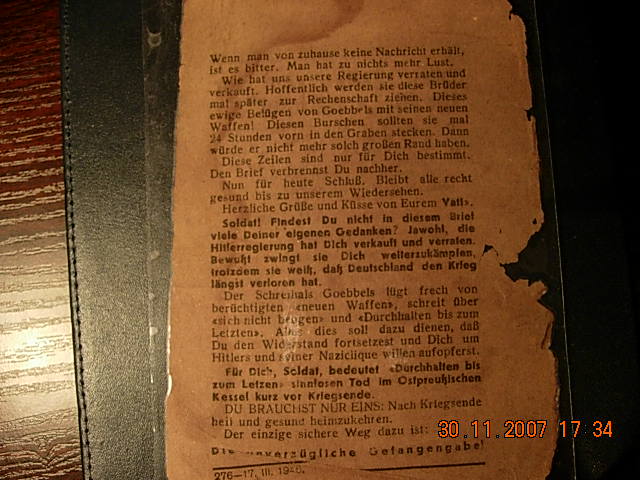 Wenn man von zuhause keine Nachricht erhält,
ist es bitter. Man hat zu nichts mehr Lust.
Wie hat uns unsere Regierung verraten und
verkauft. Hoffentlich werden sie diese Brüder
mal später zur Rechenschaft ziehen. Dieses
ewige Belügen von Goebbels mit seinen neuen
Waffen! Diesen Burschen sollten sie mal
24 Stunden vorn in den Graben stecken. Dann
würde er nicht mehr solch großen Rand haben.
Diese Zeilen sind nur für Dich bestimmt.
Den Brief verbrennst Du nachher.
Nun für heute Schluß. Bleibt alle recht
gesund bis zu unserem Wiedersehen.
Herzliche Grüße und Küsse von Eurem Vati».
Soldat! Findest Du nicht in diesem Brief
viele Deiner eigenen Gedanken? Jawohl, die
Hitlerregierung hat Dich verkauft und verraten.
Bewußt zwingt sie Dich weiterzukämpfen,
trotzdem sie weiß, daß Deutschland den Krieg
längst verloren hat.
Der Schreihals Goebbels lügt frech von
berüchtigten «neuen Waffen», schreit über
«sich nicht beugen» und «Durchhalten bis zum
Letzten». Alles dies soll dazu dienen, daß
Du den Widerstand fortsetzest und Dich um
Hitlers und seiner Naziclique willen aufopferst.
Für Dich, Soldat, bedeutet «Durchhalten bis
zum Letzen» sinnlosen Tod im Ostpreußischen
Kessel kurz vor Kriegsende.
DU BRAUCHST NUR EINS: Nach Kriegsende
heil und gesund heimzukehren.
Der einzige sichere Weg dazu ist:
Die unverzügliche Gefangengabe!
276—17. III. 1945.
30.11.2007 17:34